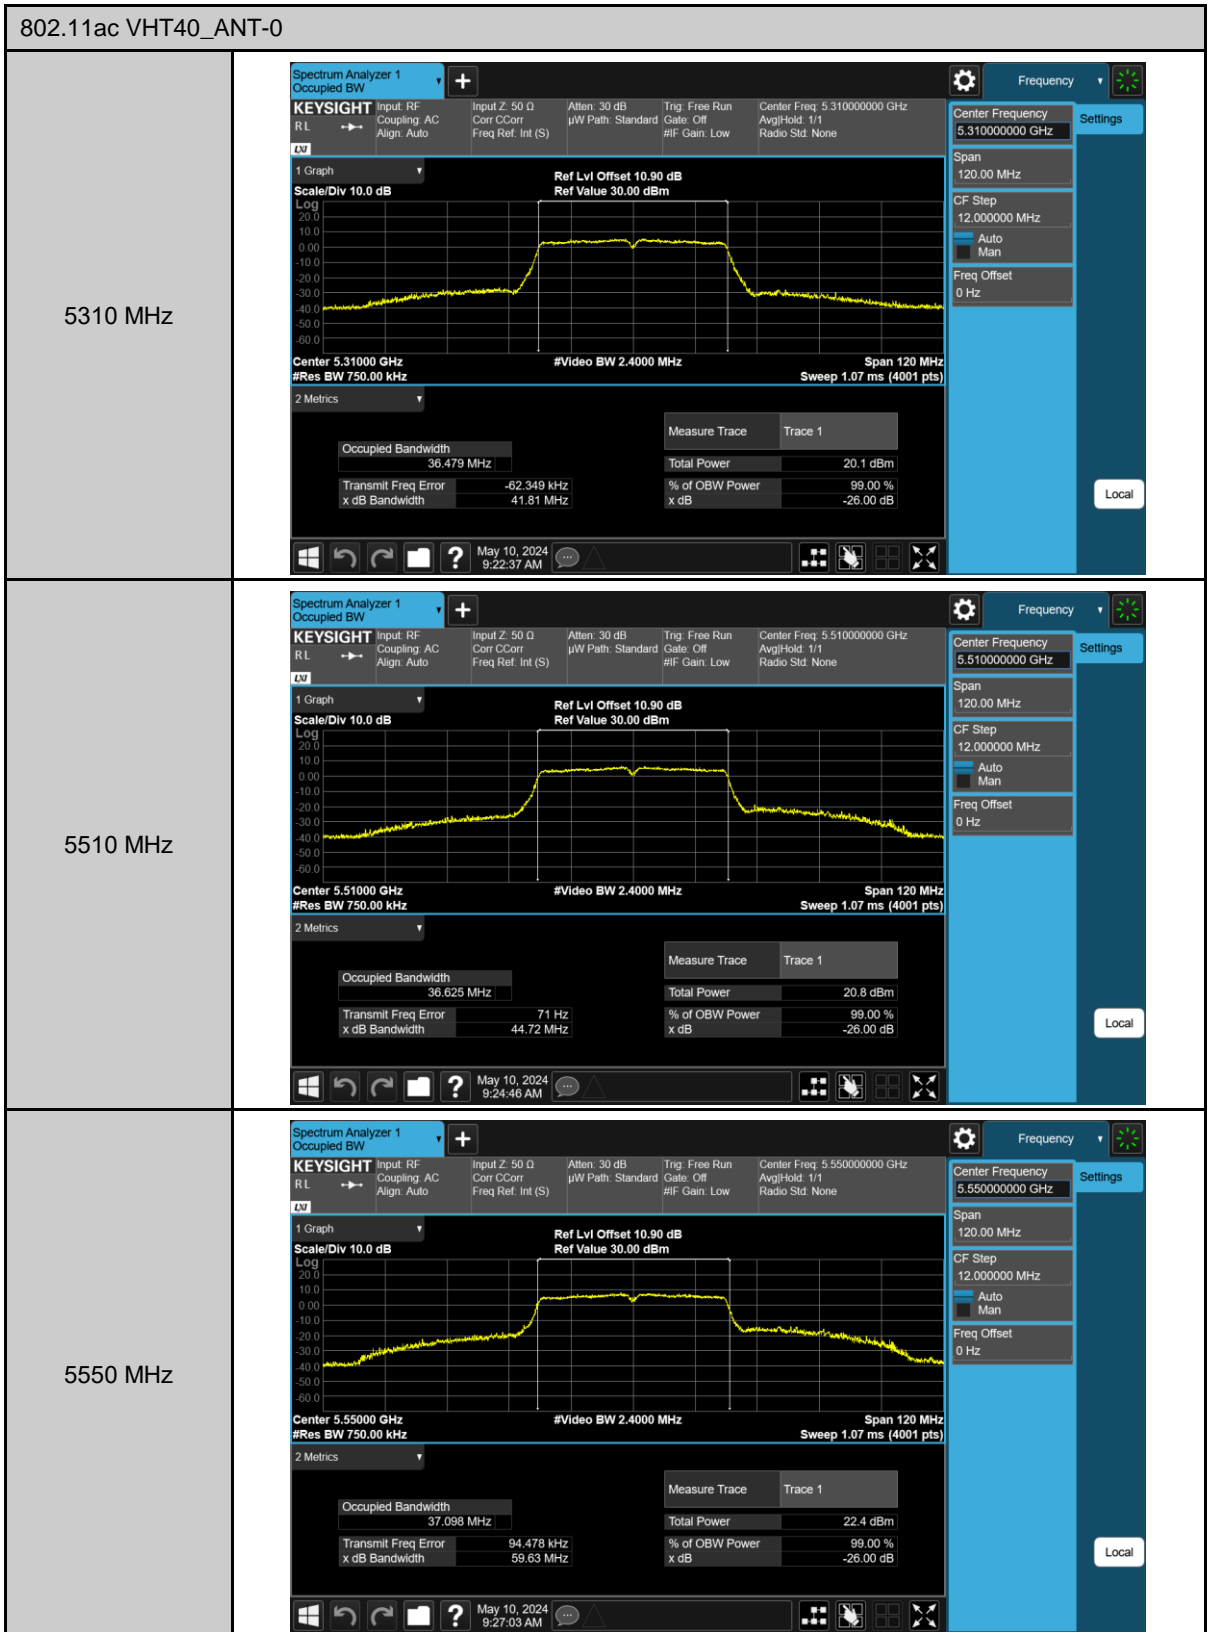 802.11ac VHT40_ANT-0
5310 MHz
Spectrum Analyzer 1
Occupied BW
Frequency
KEYSIGHT
RL
LXI
Input: RF
Coupling: AC
Align: Auto
Input Z: 50 Ω
Corr CCorr
Freq Ref: Int (S)
Atten: 30 dB
µW Path: Standard
Trig: Free Run
Gate: Off
#IF Gain: Low
Center Freq: 5.310000000 GHz
Avg|Hold: 1/1
Radio Std: None
Center Frequency
5.310000000 GHz
Settings
Span
120.00 MHz
CF Step
12.000000 MHz
Auto
Man
Freq Offset
0 Hz
Local
1 Graph
Scale/Div 10.0 dB
Ref Lvl Offset 10.90 dB
Ref Value 30.00 dBm
Log
20.0
10.0
0.00
-10.0
-20.0
-30.0
-40.0
-50.0
-60.0
Center 5.31000 GHz
#Video BW 2.4000 MHz
Span 120 MHz
#Res BW 750.00 kHz
Sweep 1.07 ms (4001 pts)
2 Metrics
Measure Trace Trace 1
Occupied Bandwidth
36.479 MHz
Total Power 20.1 dBm
Transmit Freq Error -62.349 kHz
% of OBW Power 99.00 %
x dB Bandwidth 41.81 MHz
x dB -26.00 dB
?
May 10, 2024
9:22:37 AM
5510 MHz
Spectrum Analyzer 1
Occupied BW
Frequency
KEYSIGHT
RL
LXI
Input: RF
Coupling: AC
Align: Auto
Input Z: 50 Ω
Corr CCorr
Freq Ref: Int (S)
Atten: 30 dB
µW Path: Standard
Trig: Free Run
Gate: Off
#IF Gain: Low
Center Freq: 5.510000000 GHz
Avg|Hold: 1/1
Radio Std: None
Center Frequency
5.510000000 GHz
Settings
Span
120.00 MHz
CF Step
12.000000 MHz
Auto
Man
Freq Offset
0 Hz
Local
1 Graph
Scale/Div 10.0 dB
Ref Lvl Offset 10.90 dB
Ref Value 30.00 dBm
Log
20.0
10.0
0.00
-10.0
-20.0
-30.0
-40.0
-50.0
-60.0
Center 5.51000 GHz
#Video BW 2.4000 MHz
Span 120 MHz
#Res BW 750.00 kHz
Sweep 1.07 ms (4001 pts)
2 Metrics
Measure Trace Trace 1
Occupied Bandwidth
36.625 MHz
Total Power 20.8 dBm
Transmit Freq Error 71 Hz
% of OBW Power 99.00 %
x dB Bandwidth 44.72 MHz
x dB -26.00 dB
?
May 10, 2024
9:24:46 AM
5550 MHz
Spectrum Analyzer 1
Occupied BW
Frequency
KEYSIGHT
RL
LXI
Input: RF
Coupling: AC
Align: Auto
Input Z: 50 Ω
Corr CCorr
Freq Ref: Int (S)
Atten: 30 dB
µW Path: Standard
Trig: Free Run
Gate: Off
#IF Gain: Low
Center Freq: 5.550000000 GHz
Avg|Hold: 1/1
Radio Std: None
Center Frequency
5.550000000 GHz
Settings
Span
120.00 MHz
CF Step
12.000000 MHz
Auto
Man
Freq Offset
0 Hz
Local
1 Graph
Scale/Div 10.0 dB
Ref Lvl Offset 10.90 dB
Ref Value 30.00 dBm
Log
20.0
10.0
0.00
-10.0
-20.0
-30.0
-40.0
-50.0
-60.0
Center 5.55000 GHz
#Video BW 2.4000 MHz
Span 120 MHz
#Res BW 750.00 kHz
Sweep 1.07 ms (4001 pts)
2 Metrics
Measure Trace Trace 1
Occupied Bandwidth
37.098 MHz
Total Power 22.4 dBm
Transmit Freq Error 94.478 kHz
% of OBW Power 99.00 %
x dB Bandwidth 59.63 MHz
x dB -26.00 dB
?
May 10, 2024
9:27:03 AM